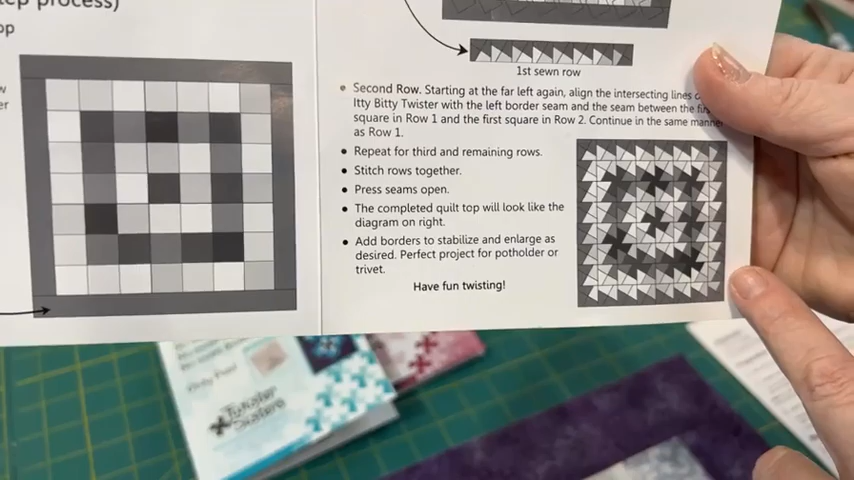 ep process)
op
1st sewn row
• Second Row. Starting at the far left again, align the intersecting lines
Itty Bitty Twister with the left border seam and the seam between the
square in Row 1 and the first square in Row 2. Continue in the same manner
as Row 1.
• Repeat for third and remaining rows.
• Stitch rows together.
• Press seams open.
• The completed quilt top will look like the
diagram on right.
• Add borders to stabilize and enlarge as
desired. Perfect project for potholder or
trivet.
Have fun twisting!
Twister
Sisters